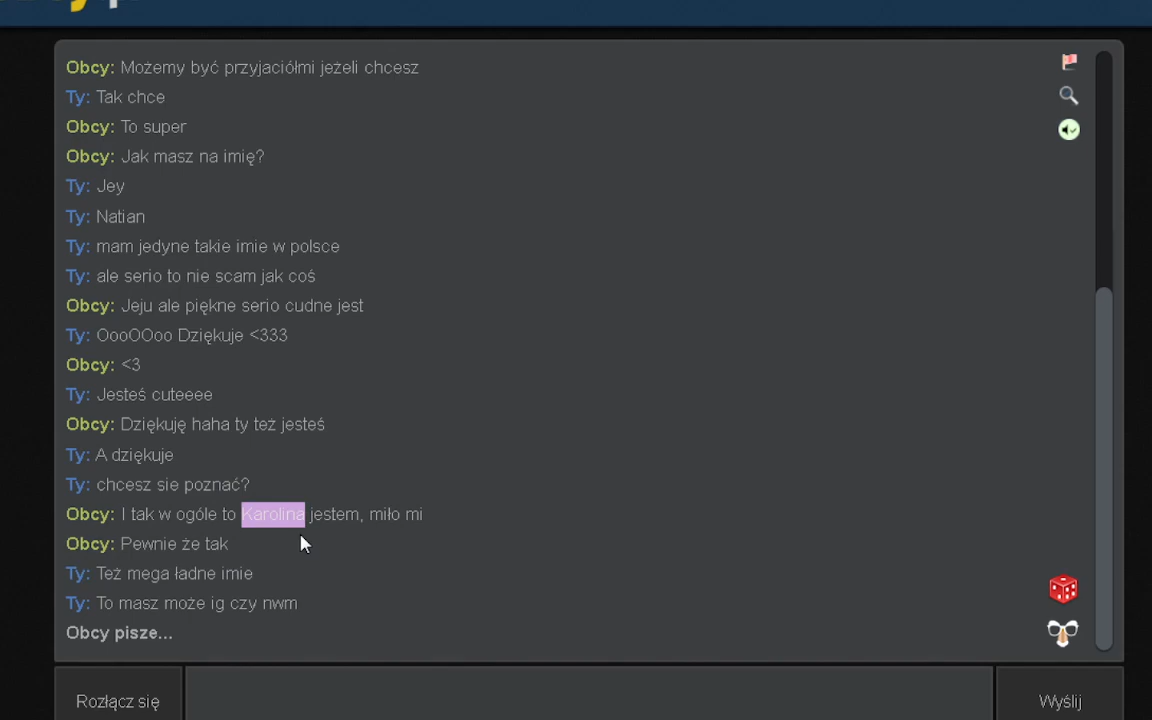 Obcy: Możemy być przyjaciółmi jeżeli chcesz
Ty: Tak chce
Obcy: To super
Obcy: Jak masz na imię?
Ty: Jey
Ty: Natian
Ty: mam jedyne takie imie w polsce
Ty: ale serio to nie scam jak coś
Obcy: Jeju ale piękne serio cudne jest
Ty: OooOOoo Dziękuje <333
Obcy: <3
Ty: Jesteś cuteeee
Obcy: Dziękuję haha ty też jesteś
Ty: A dziękuje
Ty: chcesz sie poznać?
Obcy: I tak w ogóle to Karolina jestem, miło mi
Obcy: Pewnie że tak
Ty: Też mega ładne imie
Ty: To masz może ig czy nwm
Obcy pisze...
Rozłącz się
Wyślij